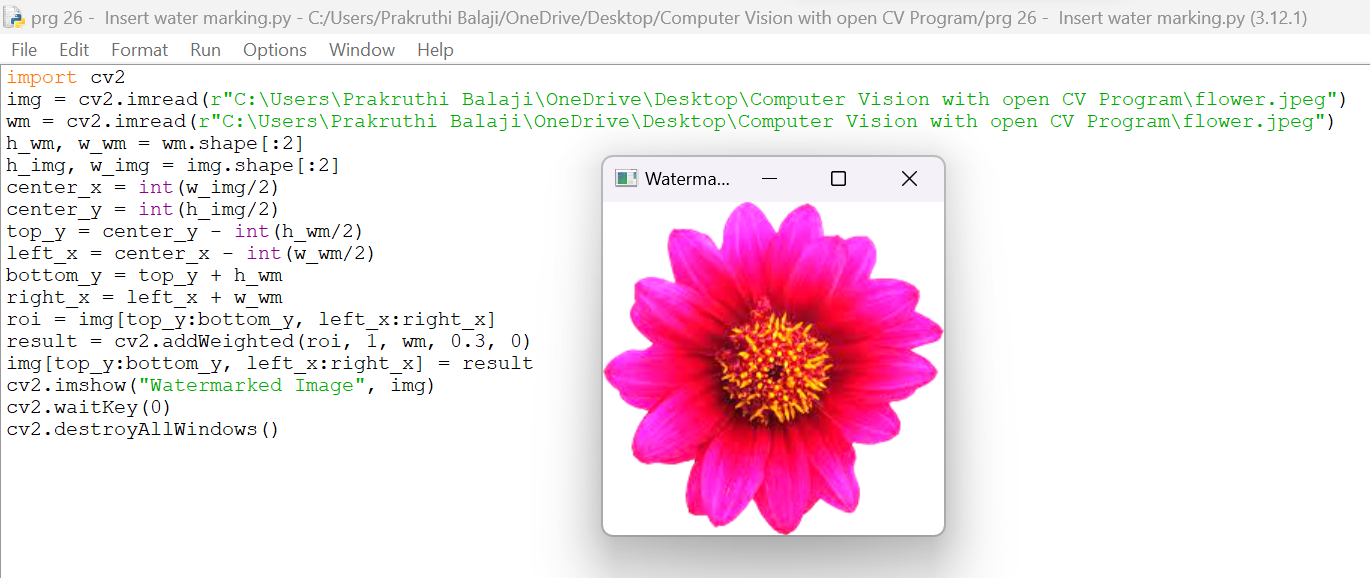 prg 26 -  Insert water marking.py - C:/Users/Prakruthi Balaji/OneDrive/Desktop/Computer Vision with open CV Program/prg 26 -  Insert water marking.py (3.12.1)
File Edit Format Run Options Window Help
import cv2
img = cv2.imread(r"C:\Users\Prakruthi Balaji\OneDrive\Desktop\Computer Vision with open CV Program\flower.jpeg")
wm = cv2.imread(r"C:\Users\Prakruthi Balaji\OneDrive\Desktop\Computer Vision with open CV Program\flower.jpeg")
h_wm, w_wm = wm.shape[:2]
h_img, w_img = img.shape[:2]
center_x = int(w_img/2)
center_y = int(h_img/2)
top_y = center_y - int(h_wm/2)
left_x = center_x - int(w_wm/2)
bottom_y = top_y + h_wm
right_x = left_x + w_wm
roi = img[top_y:bottom_y, left_x:right_x]
result = cv2.addWeighted(roi, 1, wm, 0.3, 0)
img[top_y:bottom_y, left_x:right_x] = result
cv2.imshow("Watermarked Image", img)
cv2.waitKey(0)
cv2.destroyAllWindows()
Waterma...